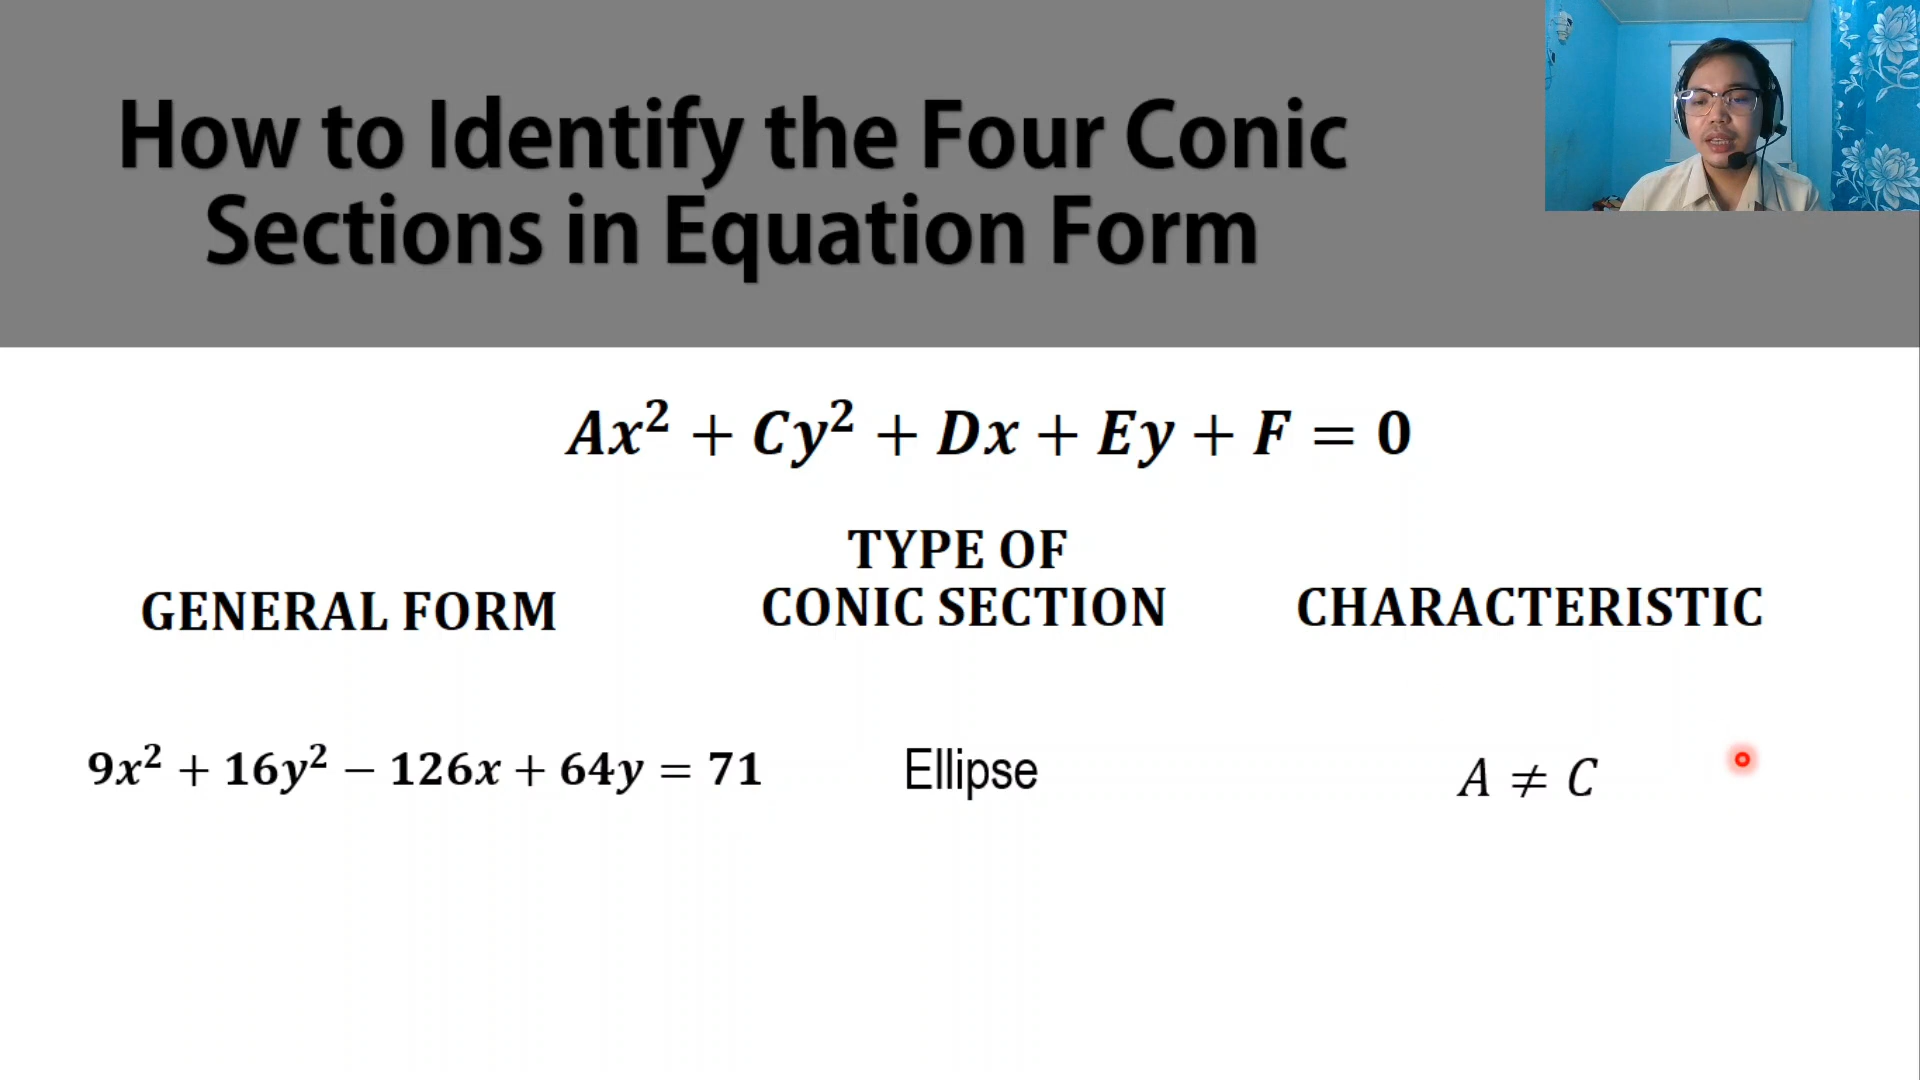 How to Identify the Four Conic
Sections in Equation Form
Ax² + Cy² + Dx + Ey + F = 0
GENERAL FORM
TYPE OF
CONIC SECTION
CHARACTERISTIC
9x² + 16y² − 126x + 64y = 71
Ellipse
A ≠ C